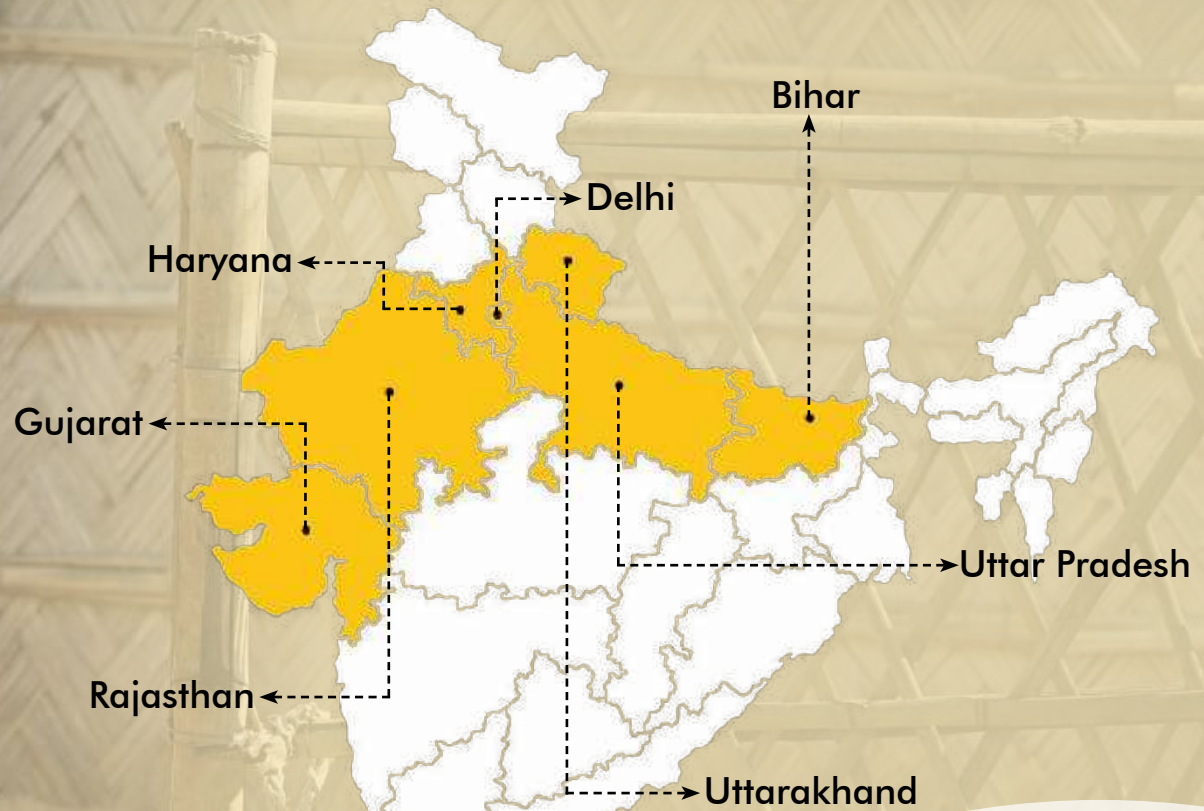 Bihar
Delhi
Haryana
Gujarat
Uttar Pradesh
Rajasthan
Uttarakhand